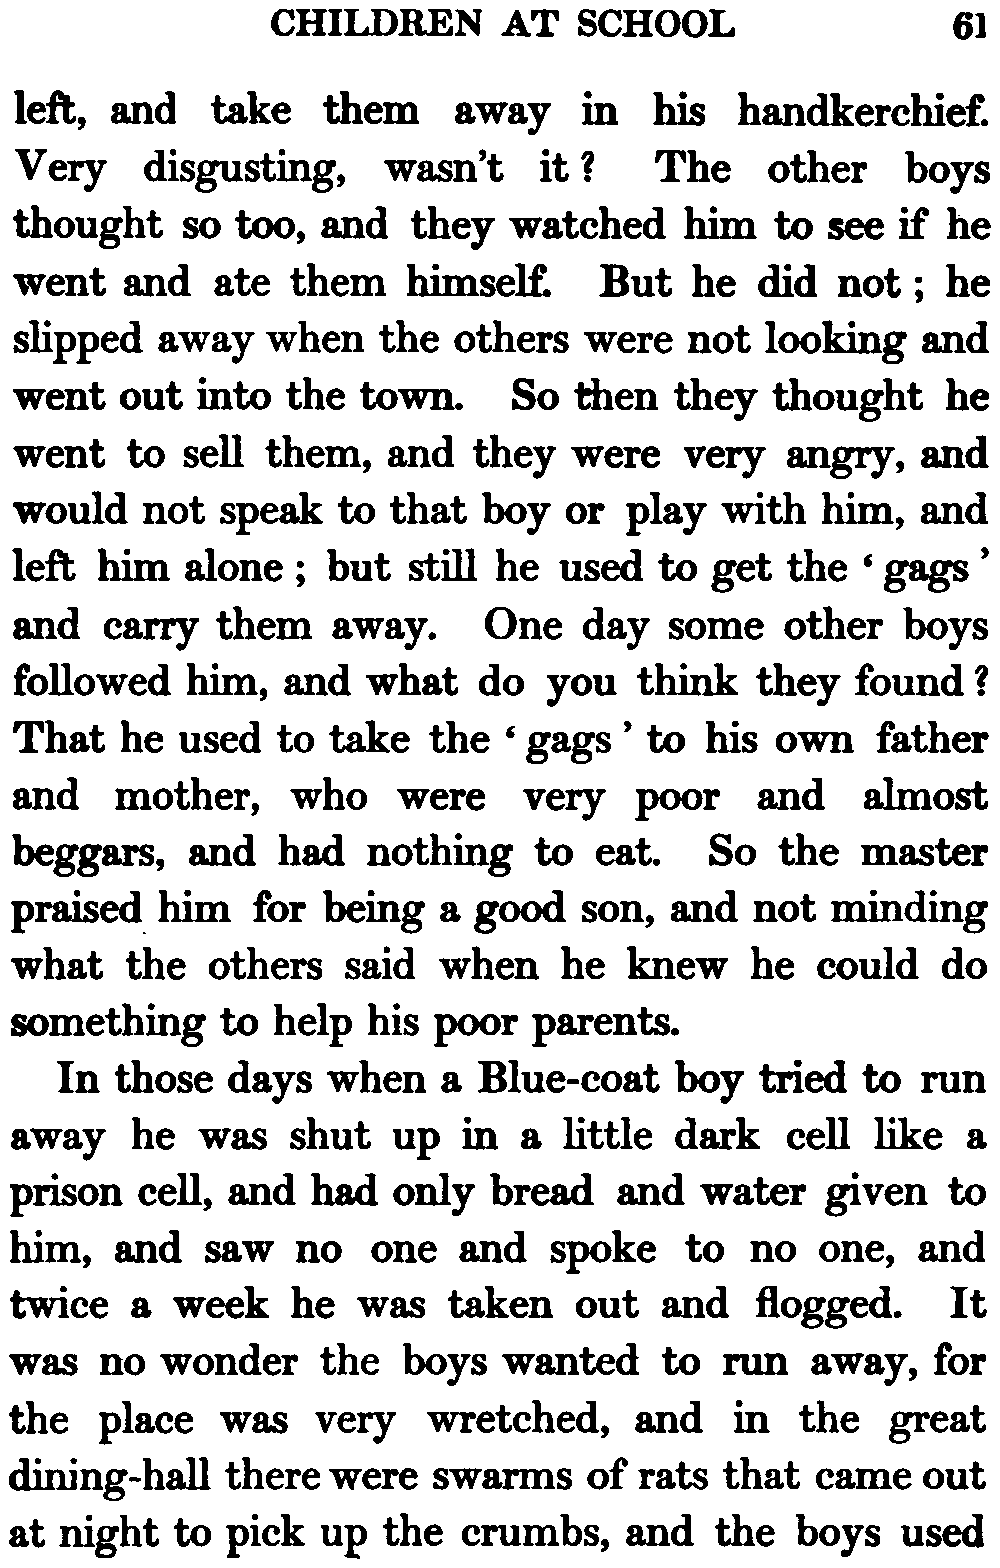 CHILDREN AT SCHOOL 61
left, and take them away in his handkerchief.
Very disgusting, wasn't it? The other boys
thought so too, and they watched him to see if he
went and ate them himself. But he did not; he
slipped away when the others were not looking and
went out into the town. So then they thought he
went to sell them, and they were very angry, and
would not speak to that boy or play with him, and
left him alone; but still he used to get the 'gags'
and carry them away. One day some other boys
followed him, and what do you think they found?
That he used to take the 'gags' to his own father
and mother, who were very poor and almost
beggars, and had nothing to eat. So the master
praised him for being a good son, and not minding
what the others said when he knew he could do
something to help his poor parents.
In those days when a Blue-coat boy tried to run
away he was shut up in a little dark cell like a
prison cell, and had only bread and water given to
him, and saw no one and spoke to no one, and
twice a week he was taken out and flogged. It
was no wonder the boys wanted to run away, for
the place was very wretched, and in the great
dining-hall there were swarms of rats that came out
at night to pick up the crumbs, and the boys used